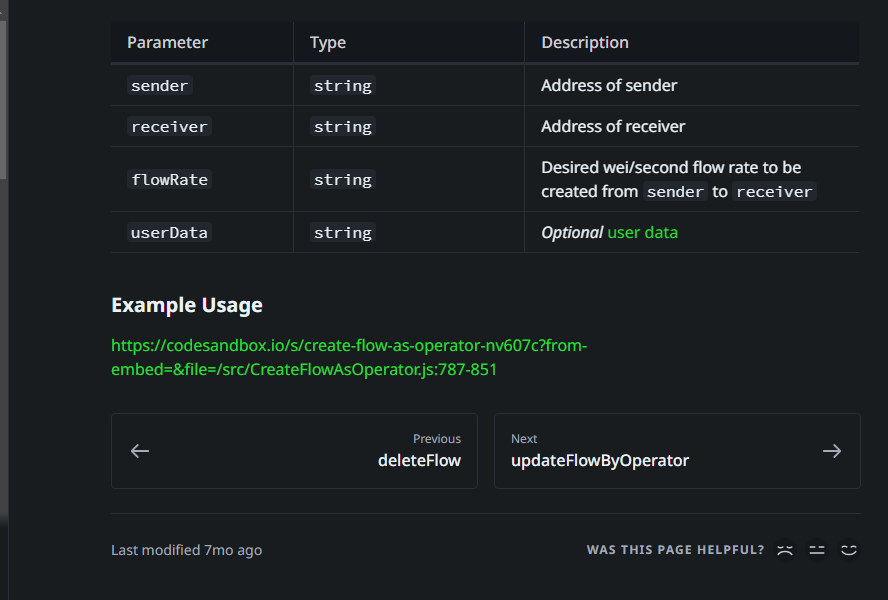 Parameter Type Description
sender string Address of sender
receiver string Address of receiver
flowRate string Desired wei/second flow rate to be
created from sender to receiver
userData string Optional user data
Example Usage
https://codesandbox.io/s/create-flow-as-operator-nv607c?from-
embed=&file=/src/CreateFlowAsOperator.js:787-851
Previous
deleteFlow
Next
updateFlowByOperator
Last modified 7mo ago
WAS THIS PAGE HELPFUL?